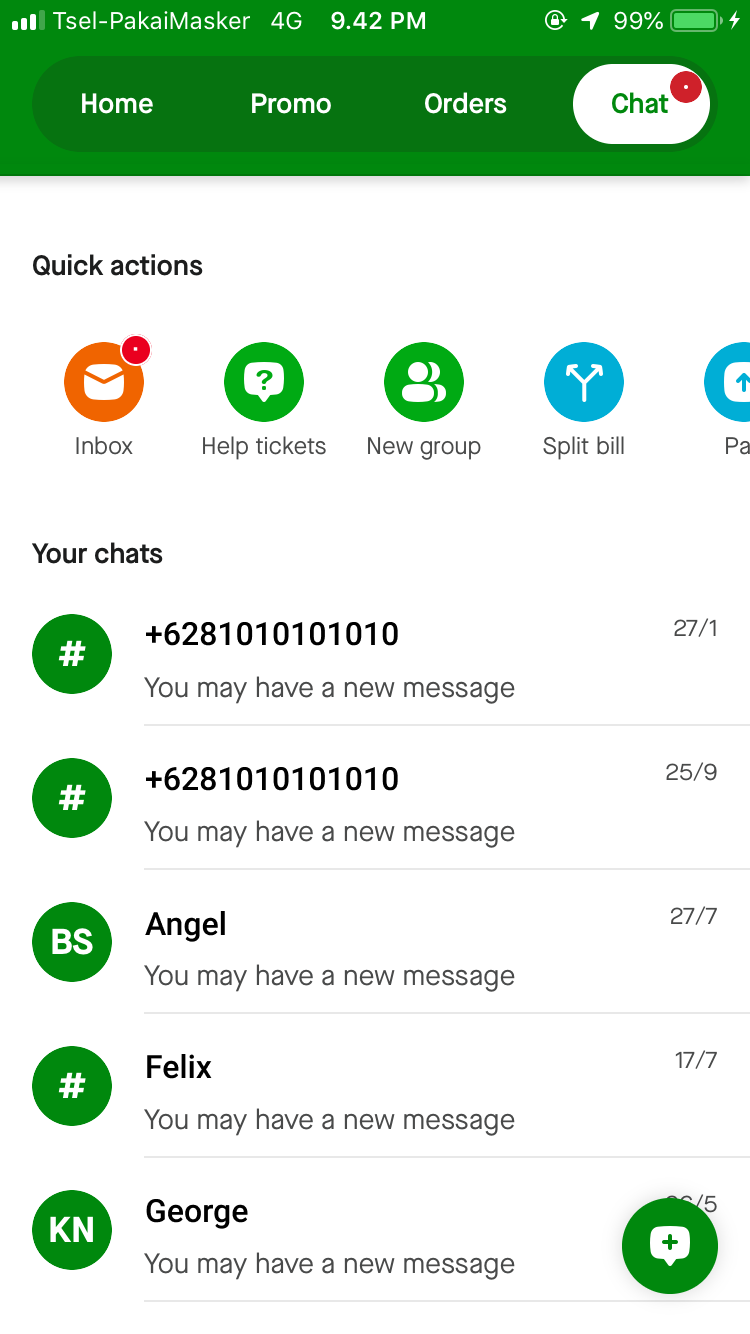 Tsel-PakaiMasker 4G 9.42 PM 99%
Home Promo Orders Chat
Quick actions
Inbox Help tickets New group Split bill Pa
Your chats
# +6281010101010 27/1
You may have a new message
# +6281010101010 25/9
You may have a new message
BS Angel 27/7
You may have a new message
# Felix 17/7
You may have a new message
KN George /5
You may have a new message